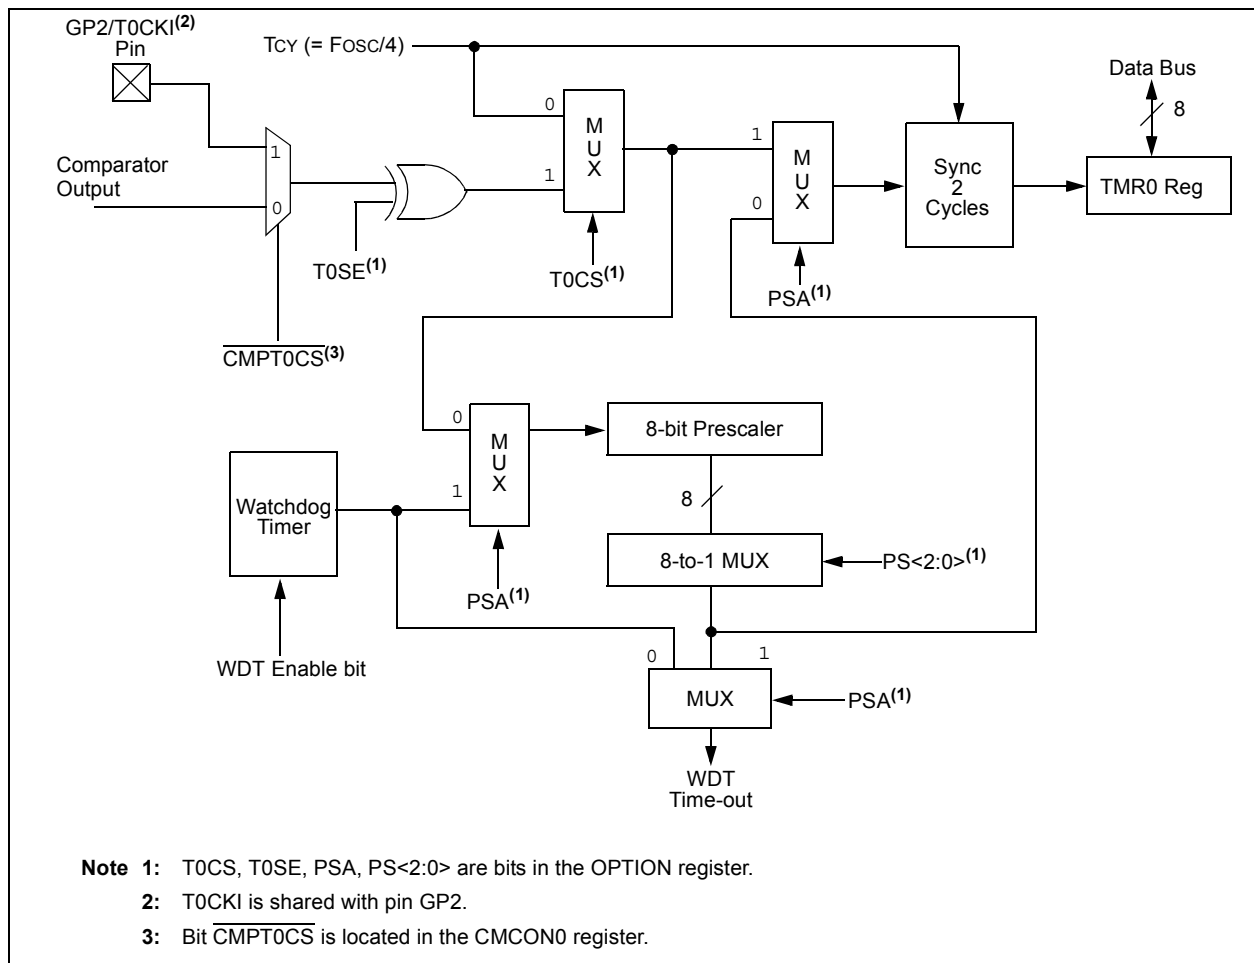 GP2/T0CKI(2)
Pin
TCY (= FOSC/4)
Data Bus
8
0
M
U
X
1
M
U
X
1
Sync
2
Cycles
TMR0 Reg
Comparator
Output
1
0
0
T0SE(1)
T0CS(1)
PSA(1)
CMPT0CS(3)
0
M
U
X
8-bit Prescaler
1
8
Watchdog
Timer
8-to-1 MUX
PS<2:0>(1)
PSA(1)
WDT Enable bit
0
1
MUX
PSA(1)
WDT
Time-out
Note 1: T0CS, T0SE, PSA, PS<2:0> are bits in the OPTION register.
2: T0CKI is shared with pin GP2.
3: Bit CMPT0CS is located in the CMCON0 register.